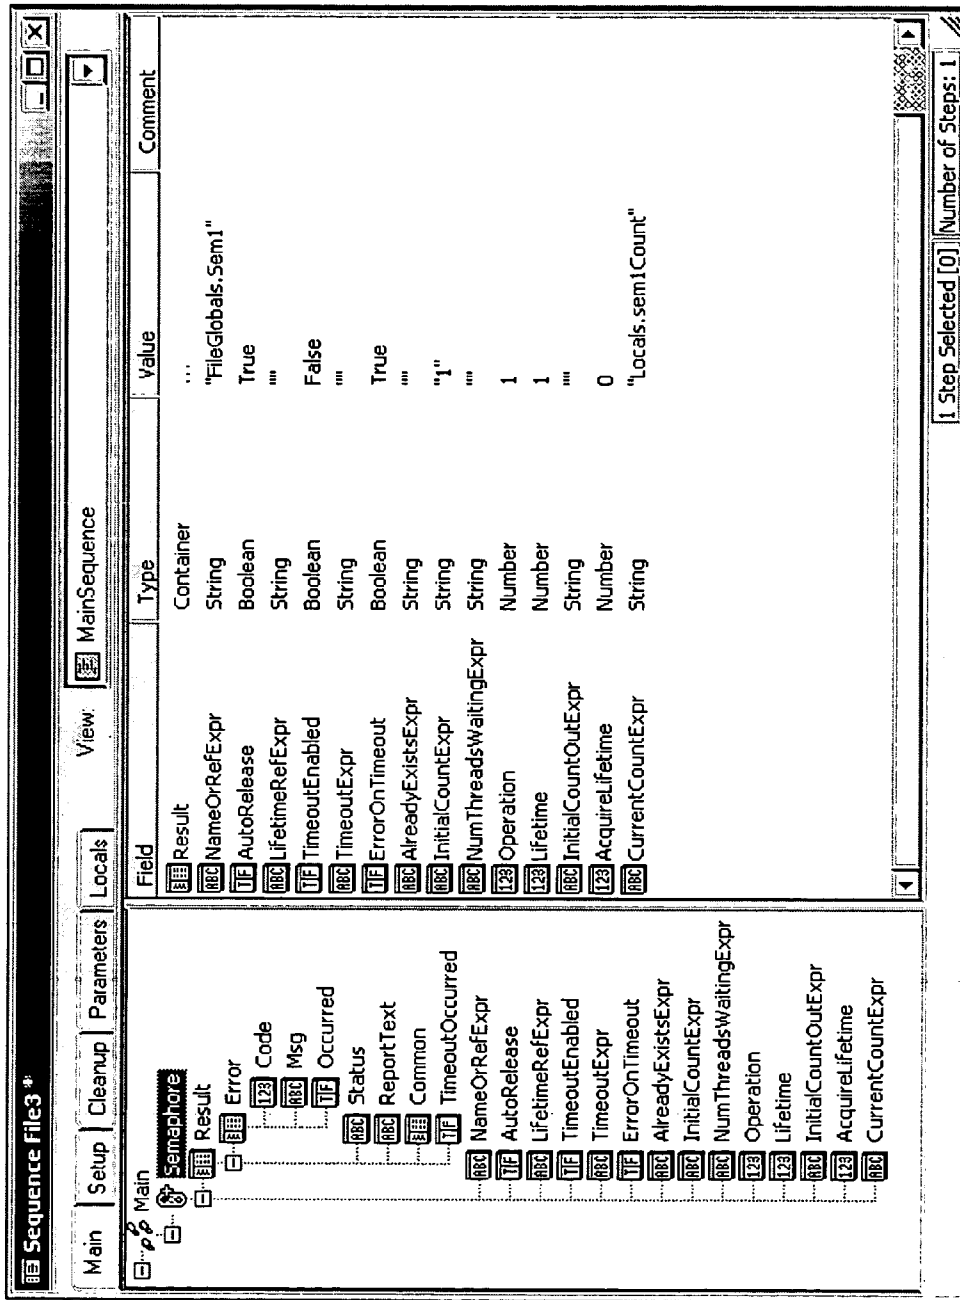 Sequence File3 *
Main Setup Cleanup Parameters Locals View: MainSequence
Main
Semaphore
Result
Error
Code
Msg
Occurred
Status
ReportText
Common
TimeoutOccurred
NameOrRefExpr
AutoRelease
LifetimeRefExpr
TimeoutEnabled
TimeoutExpr
ErrorOnTimeout
AlreadyExistsExpr
InitialCountExpr
NumThreadsWaitingExpr
Operation
Lifetime
InitialCountOutExpr
AcquireLifetime
CurrentCountExpr
Field Type Value Comment
Result Container ...
NameOrRefExpr String "FileGlobals.Sem1"
AutoRelease Boolean True
LifetimeRefExpr String ""
TimeoutEnabled Boolean False
TimeoutExpr String ""
ErrorOnTimeout Boolean True
AlreadyExistsExpr String ""
InitialCountExpr String "1"
NumThreadsWaitingExpr String ""
Operation Number 1
Lifetime Number 1
InitialCountOutExpr String ""
AcquireLifetime Number 0
CurrentCountExpr String "Locals.sem1Count"
1 Step Selected [0] Number of Steps: 1